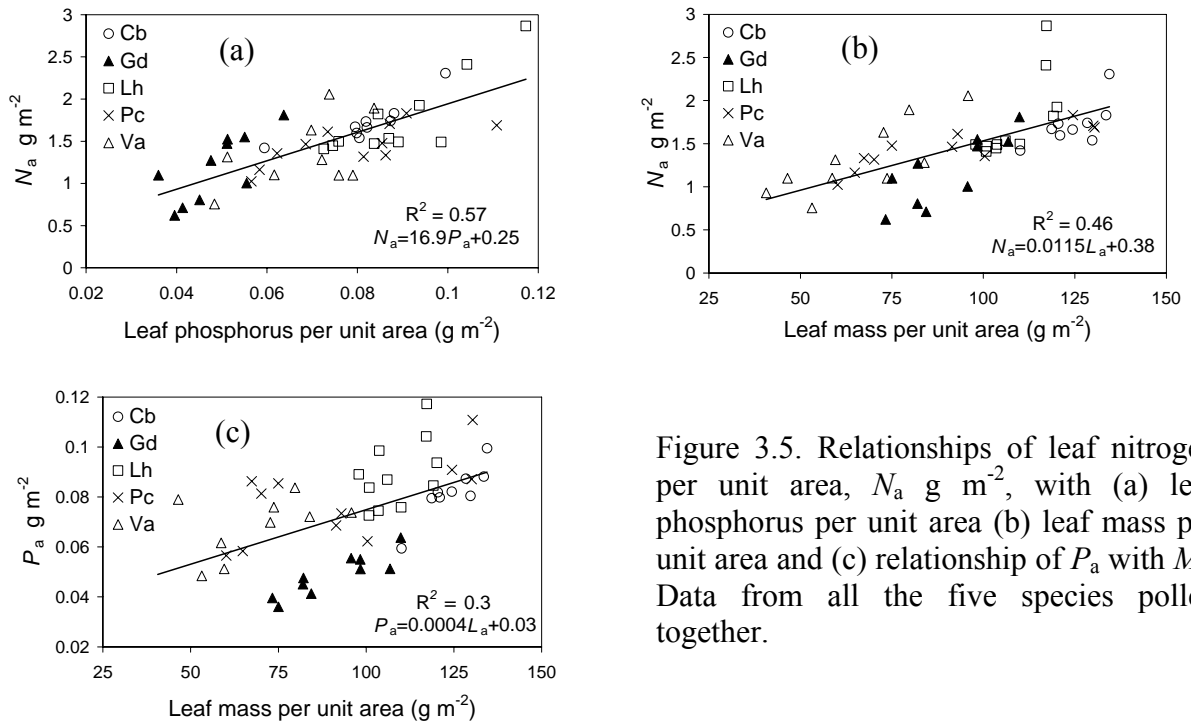 (a)
Cb
Gd
Lh
Pc
Va
3
2.5
2
1.5
1
0.5
0
Nₐ g m⁻²
R² = 0.57
Nₐ=16.9Pₐ+0.25
0.02 0.04 0.06 0.08 0.1 0.12
Leaf phosphorus per unit area (g m⁻²)
(b)
Cb
Gd
Lh
Pc
Va
3
2.5
2
1.5
1
0.5
0
Nₐ g m⁻²
R² = 0.46
Nₐ=0.0115Lₐ+0.38
25 50 75 100 125 150
Leaf mass per unit area (g m⁻²)
(c)
Cb
Gd
Lh
Pc
Va
0.12
0.1
0.08
0.06
0.04
0.02
Pₐ g m⁻²
R² = 0.3
Pₐ=0.0004Lₐ+0.03
25 50 75 100 125 150
Leaf mass per unit area (g m⁻²)
Figure 3.5. Relationships of leaf nitroge
per unit area, Nₐ g m⁻², with (a) le
phosphorus per unit area (b) leaf mass p
unit area and (c) relationship of Pₐ with M
Data from all the five species polle
together.